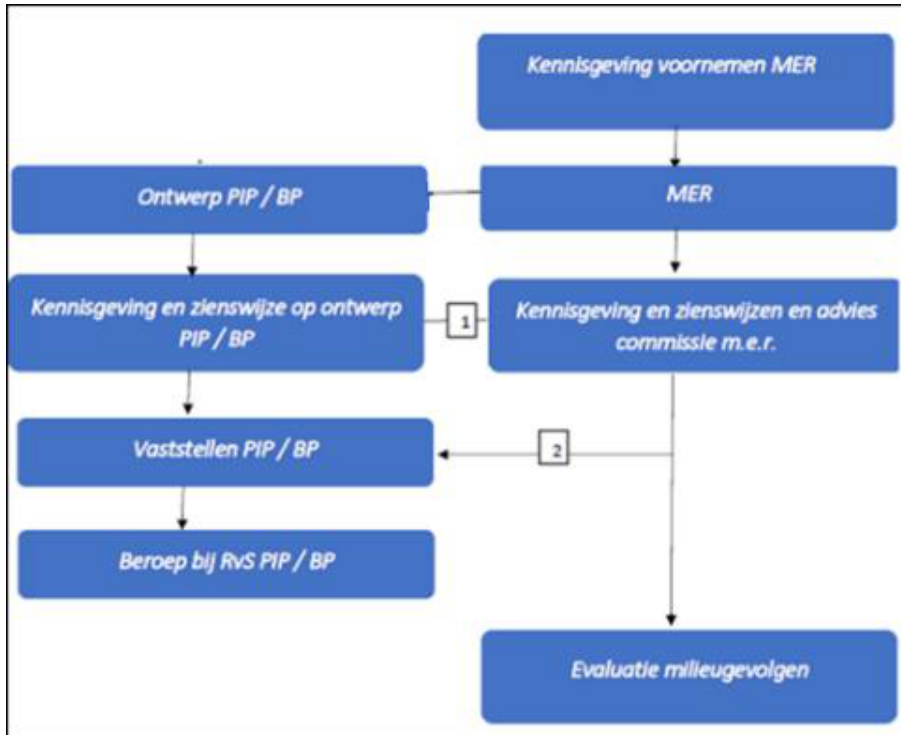 Kennisgeving voornemen MER
Ontwerp PIP / BP
MER
Kennisgeving en zienswijze op ontwerp
PIP / BP
1
Kennisgeving en zienswijzen en advies
commissie m.e.r.
Vaststellen PIP / BP
2
Beroep bij RvS PIP / BP
Evaluatie milieugevolgen